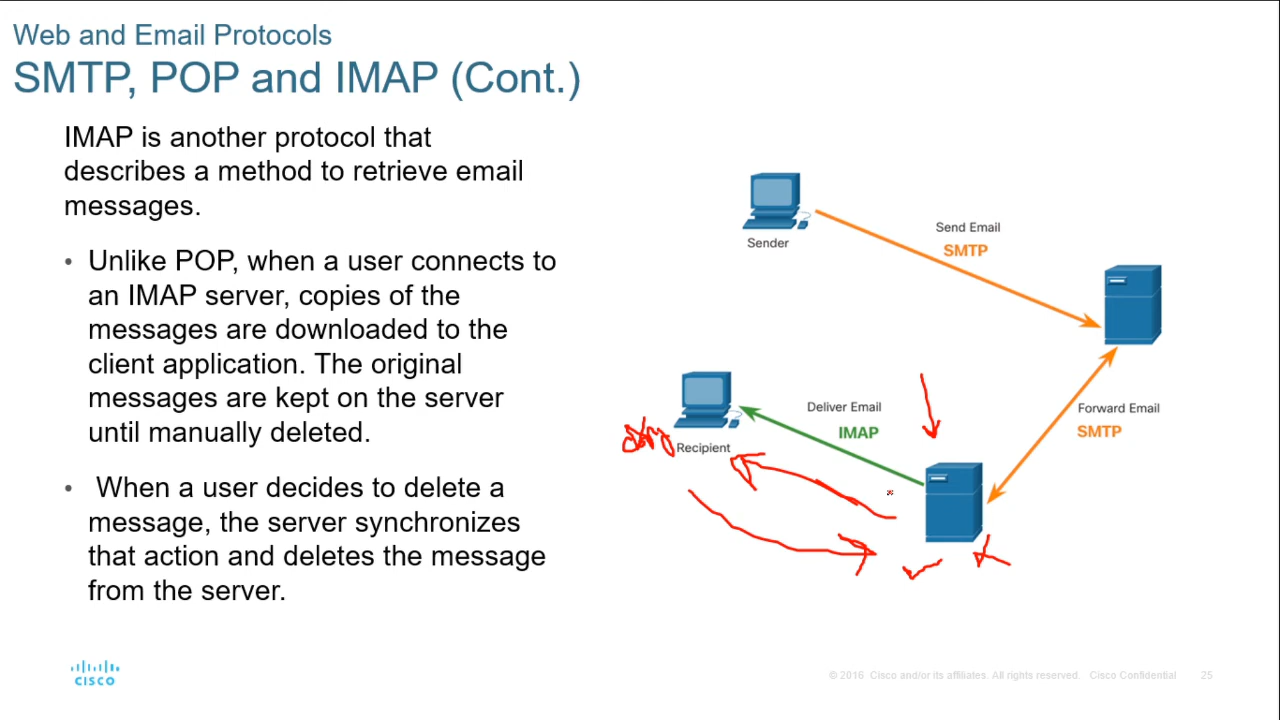 Web and Email Protocols
SMTP, POP and IMAP (Cont.)
IMAP is another protocol that
describes a method to retrieve email
messages.
• Unlike POP, when a user connects to
an IMAP server, copies of the
messages are downloaded to the
client application. The original
messages are kept on the server
until manually deleted.
• When a user decides to delete a
message, the server synchronizes
that action and deletes the message
from the server.
Sender
Send Email
SMTP
Deliver Email
IMAP
Forward Email
SMTP
Recipient
CISCO
© 2016 Cisco and/or its affiliates. All rights reserved. Cisco Confidential 25